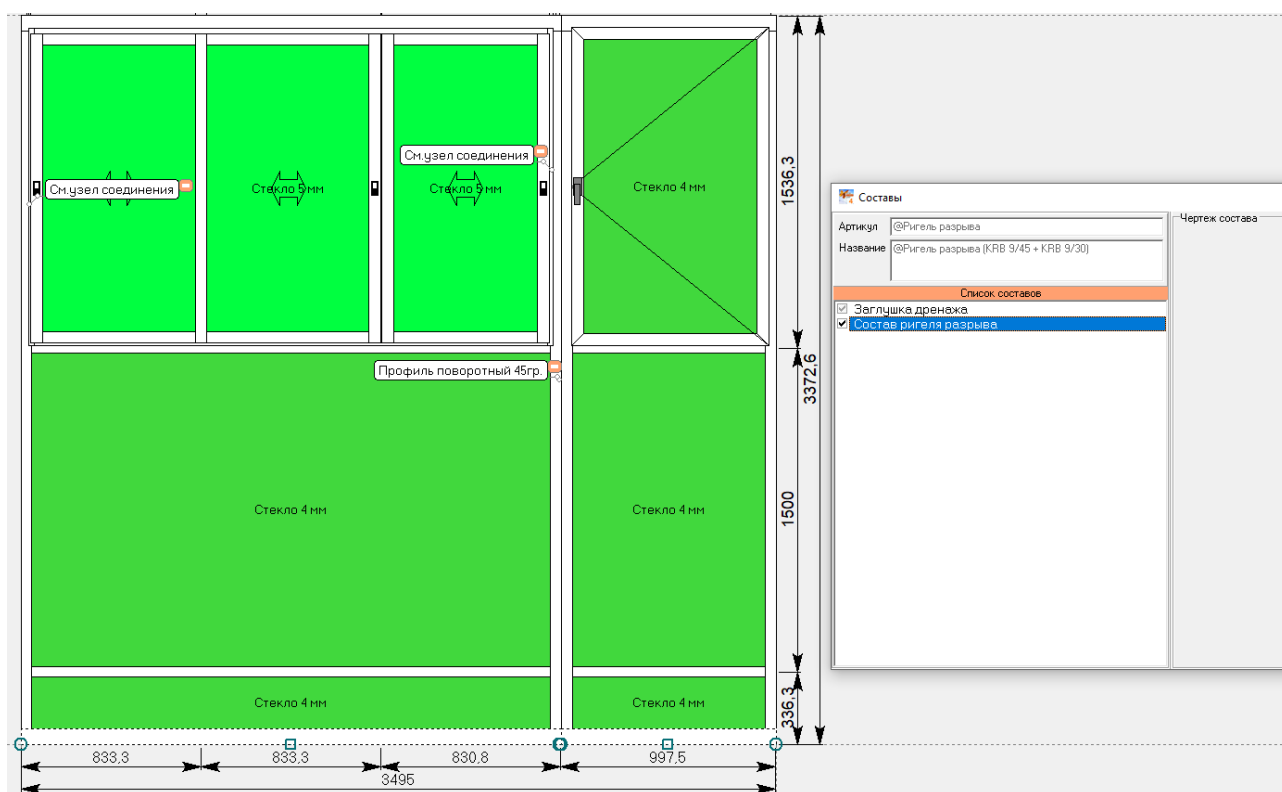 См.узел соединения
Стекло 5 мм
См.узел соединения
Стекло 5 мм
Стекло 4 мм
Профиль поворотный 45гр.
Стекло 4 мм
Стекло 4 мм
Стекло 4 мм
Стекло 4 мм
1536,3
1500
336,3
3372,6
833,3
833,3
830,8
997,5
3495
Составы
Артикул
@Ригель разрыва
Название
@Ригель разрыва (KRB 9/45 + KRB 9/30)
Список составов
Заглушка дренажа
Состав ригеля разрыва
Чертеж состава